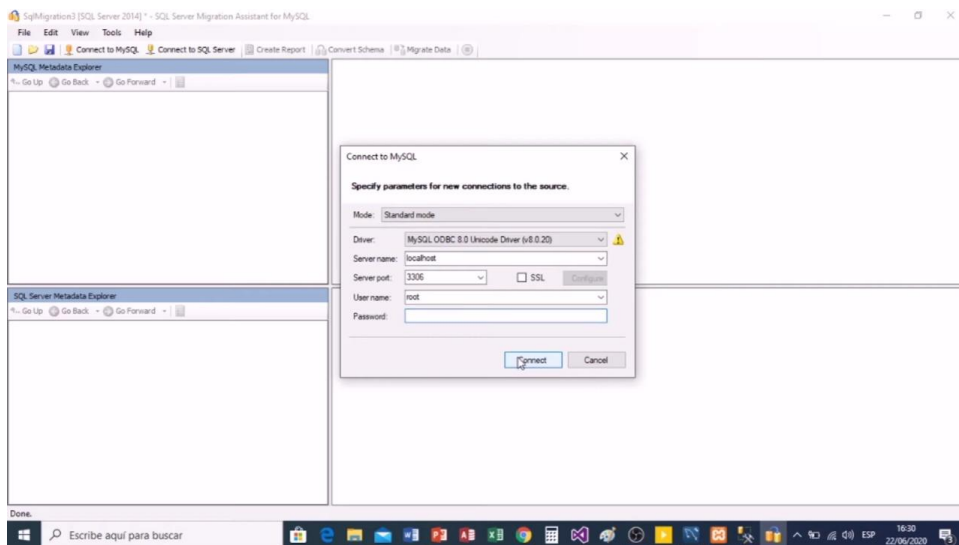 SqlMigration3 [SQL Server 2014] * - SQL Server Migration Assistant for MySQL
File Edit View Tools Help
Connect to MySQL Connect to SQL Server Create Report Convert Schema Migrate Data
MySQL Metadata Explorer
Go Up Go Back Go Forward
Connect to MySQL
Specify parameters for new connections to the source.
Mode: Standard mode
Driver: MySQL ODBC 8.0 Unicode Driver (v8.0.20)
Server name: localhost
Server port: 3306 SSL Configure
User name: root
Password:
Connect Cancel
SQL Server Metadata Explorer
Go Up Go Back Go Forward
Done.
Escribe aquí para buscar
ESP
16:30
22/06/2020